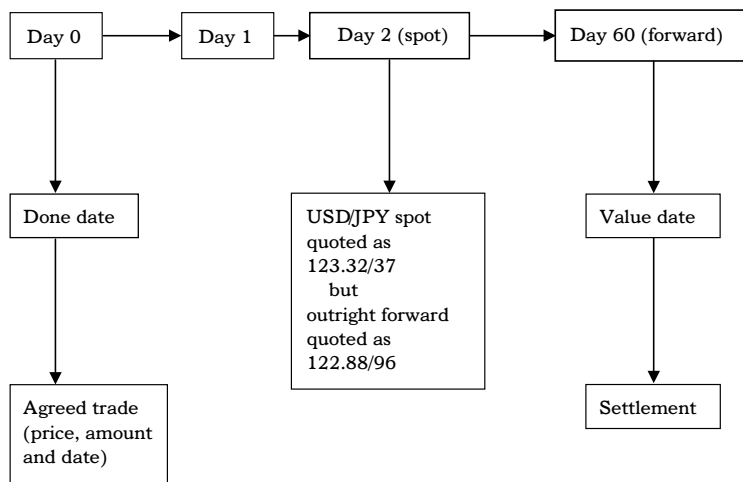 Day 0
Day 1
Day 2 (spot)
Day 60 (forward)
Done date
USD/JPY spot
quoted as
123.32/37
but
outright forward
quoted as
122.88/96
Value date
Agreed trade
(price, amount
and date)
Settlement